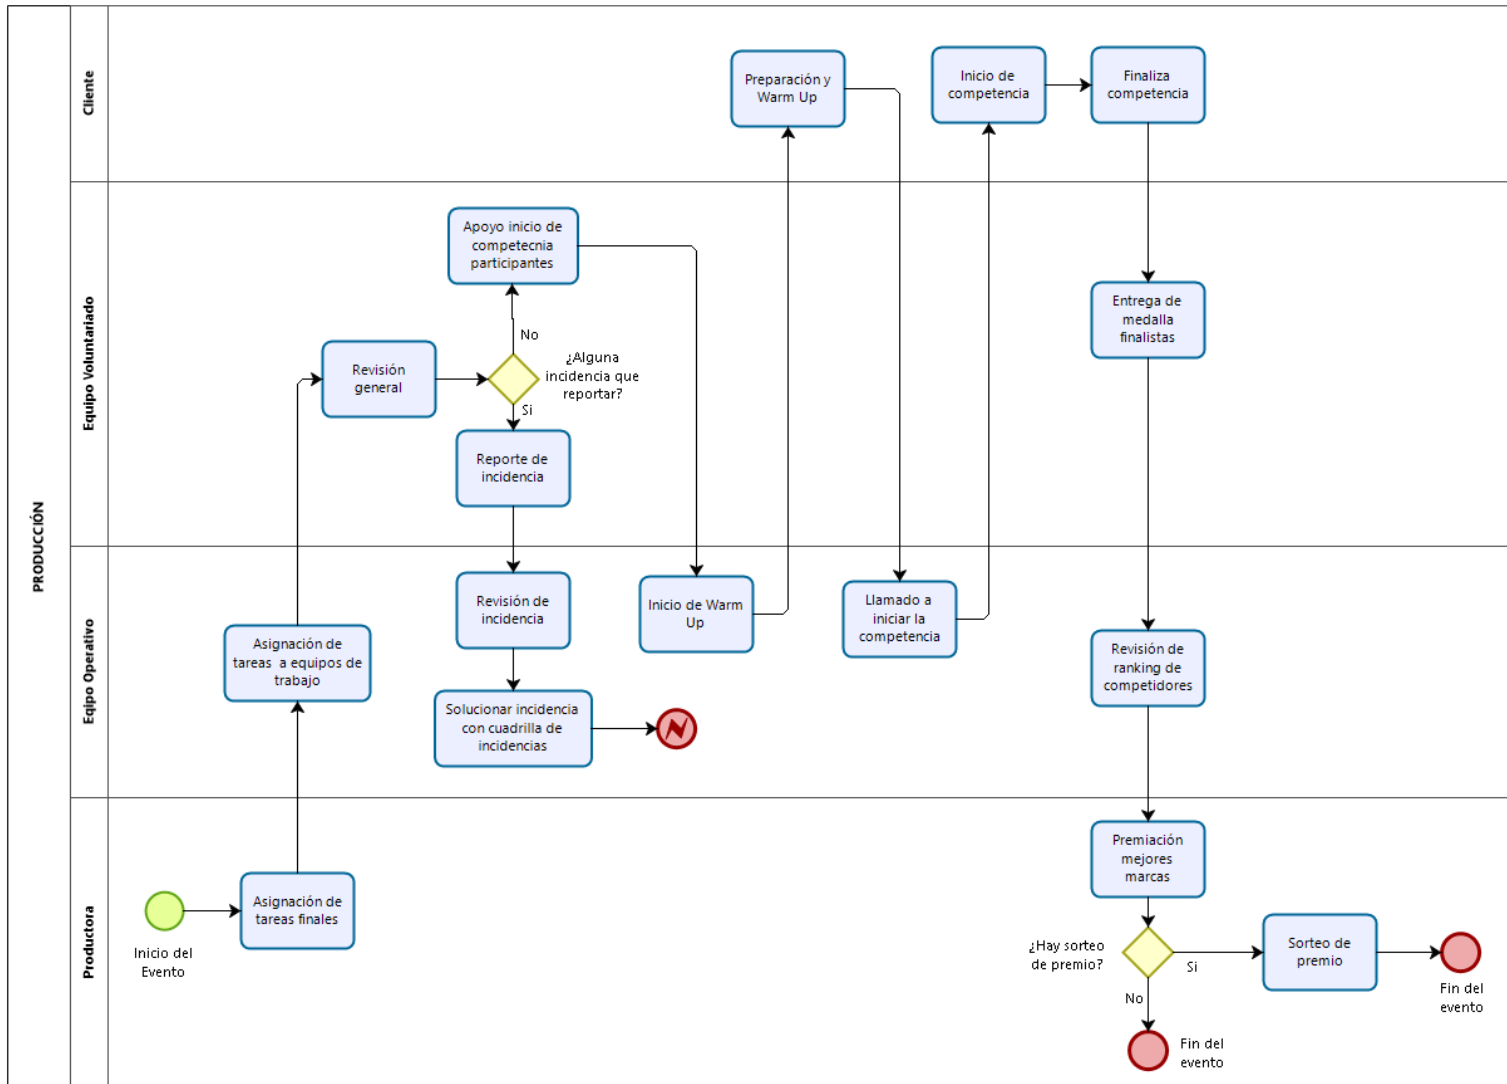 PRODUCCIÓN
Cliente
Preparación y
Warm Up
Inicio de
competencia
Finaliza
competencia
Equipo Voluntariado
Apoyo inicio de
competecnia
participantes
No
¿Alguna
incidencia que
reportar?
Si
Revisión
general
Reporte de
incidencia
Entrega de
medalla
finalistas
Eqipo Operativo
Asignación de
tareas a equipos de
trabajo
Revisión de
incidencia
Solucionar incidencia
con cuadrilla de
incidencias
Inicio de Warm
Up
Llamado a
iniciar la
competencia
Revisión de
ranking de
competidores
Productora
Inicio del
Evento
Asignación de
tareas finales
Premiación
mejores
marcas
¿Hay sorteo
de premio?
Si
No
Sorteo de
premio
Fin del
evento
Fin del
evento